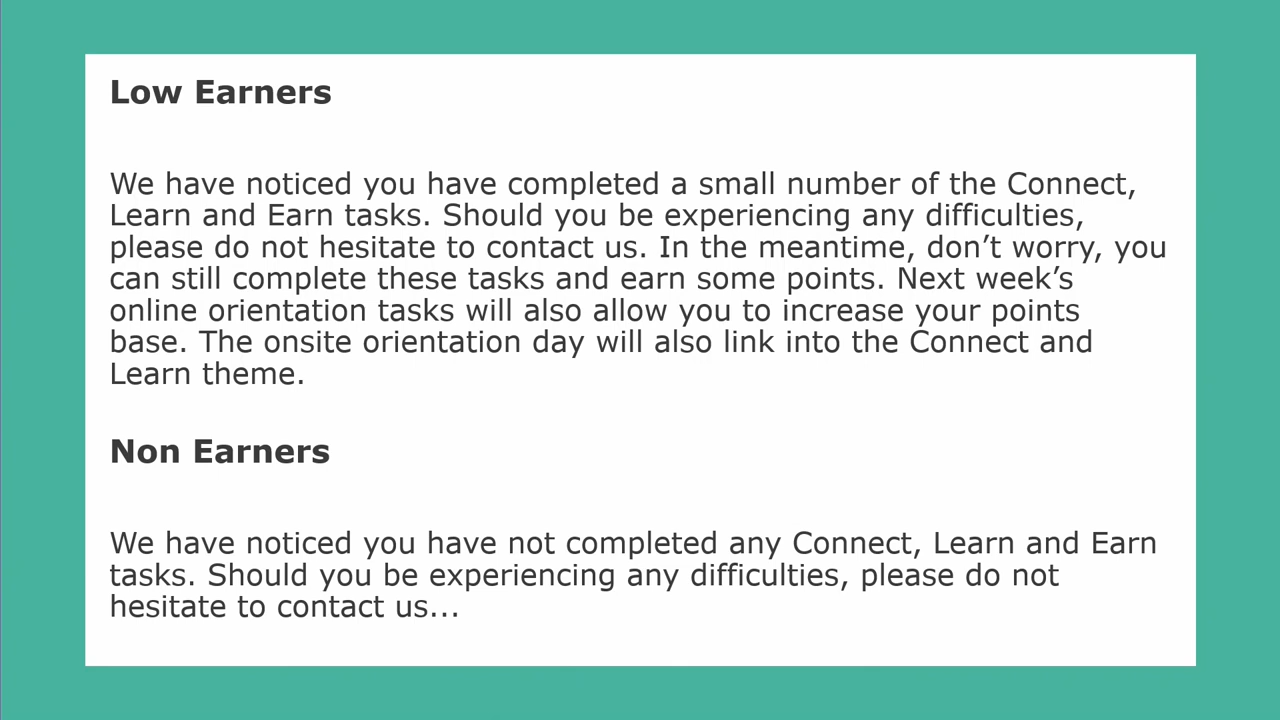 Low Earners
We have noticed you have completed a small number of the Connect,
Learn and Earn tasks. Should you be experiencing any difficulties,
please do not hesitate to contact us. In the meantime, don’t worry, you
can still complete these tasks and earn some points. Next week’s
online orientation tasks will also allow you to increase your points
base. The onsite orientation day will also link into the Connect and
Learn theme.
Non Earners
We have noticed you have not completed any Connect, Learn and Earn
tasks. Should you be experiencing any difficulties, please do not
hesitate to contact us...